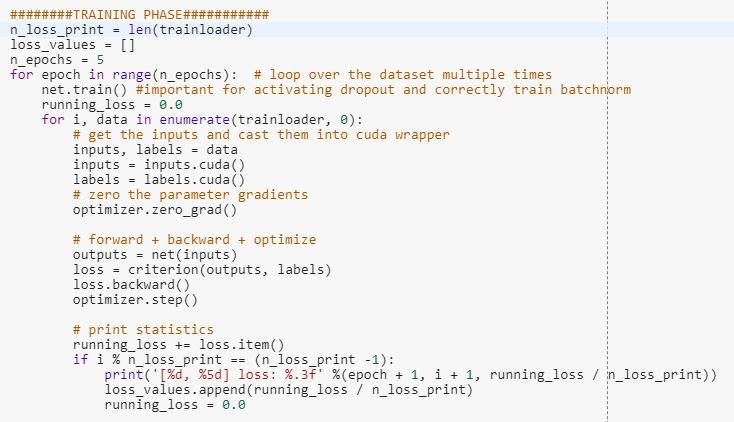 ########TRAINING PHASE###########
n_loss_print = len(trainloader)
loss_values = []
n_epochs = 5
for epoch in range(n_epochs):  # loop over the dataset multiple times
    net.train() #important for activating dropout and correctly train batchnorm
    running_loss = 0.0
    for i, data in enumerate(trainloader, 0):
        # get the inputs and cast them into cuda wrapper
        inputs, labels = data
        inputs = inputs.cuda()
        labels = labels.cuda()
        # zero the parameter gradients
        optimizer.zero_grad()

        # forward + backward + optimize
        outputs = net(inputs)
        loss = criterion(outputs, labels)
        loss.backward()
        optimizer.step()

        # print statistics
        running_loss += loss.item()
        if i % n_loss_print == (n_loss_print -1):
            print('[%d, %5d] loss: %.3f' %(epoch + 1, i + 1, running_loss / n_loss_print))
            loss_values.append(running_loss / n_loss_print)
            running_loss = 0.0